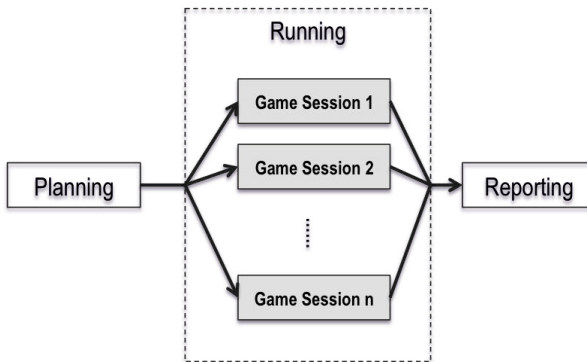 Running
Game Session 1
Game Session 2
Planning
Reporting
Game Session n